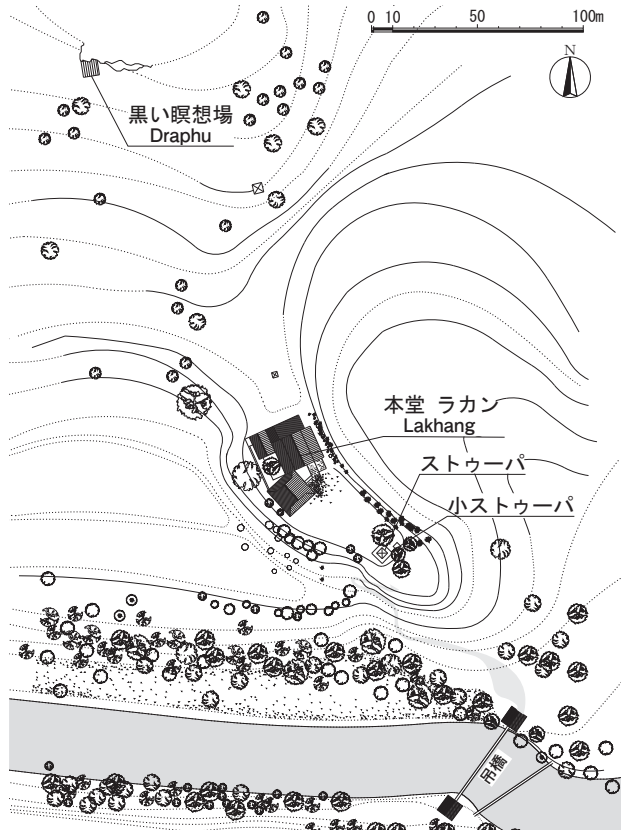 0 10 50 100m
N
黒い瞑想場
Draphu
本堂 ラカン
Lakhang
ストゥーパ
小ストゥーパ
吊橋